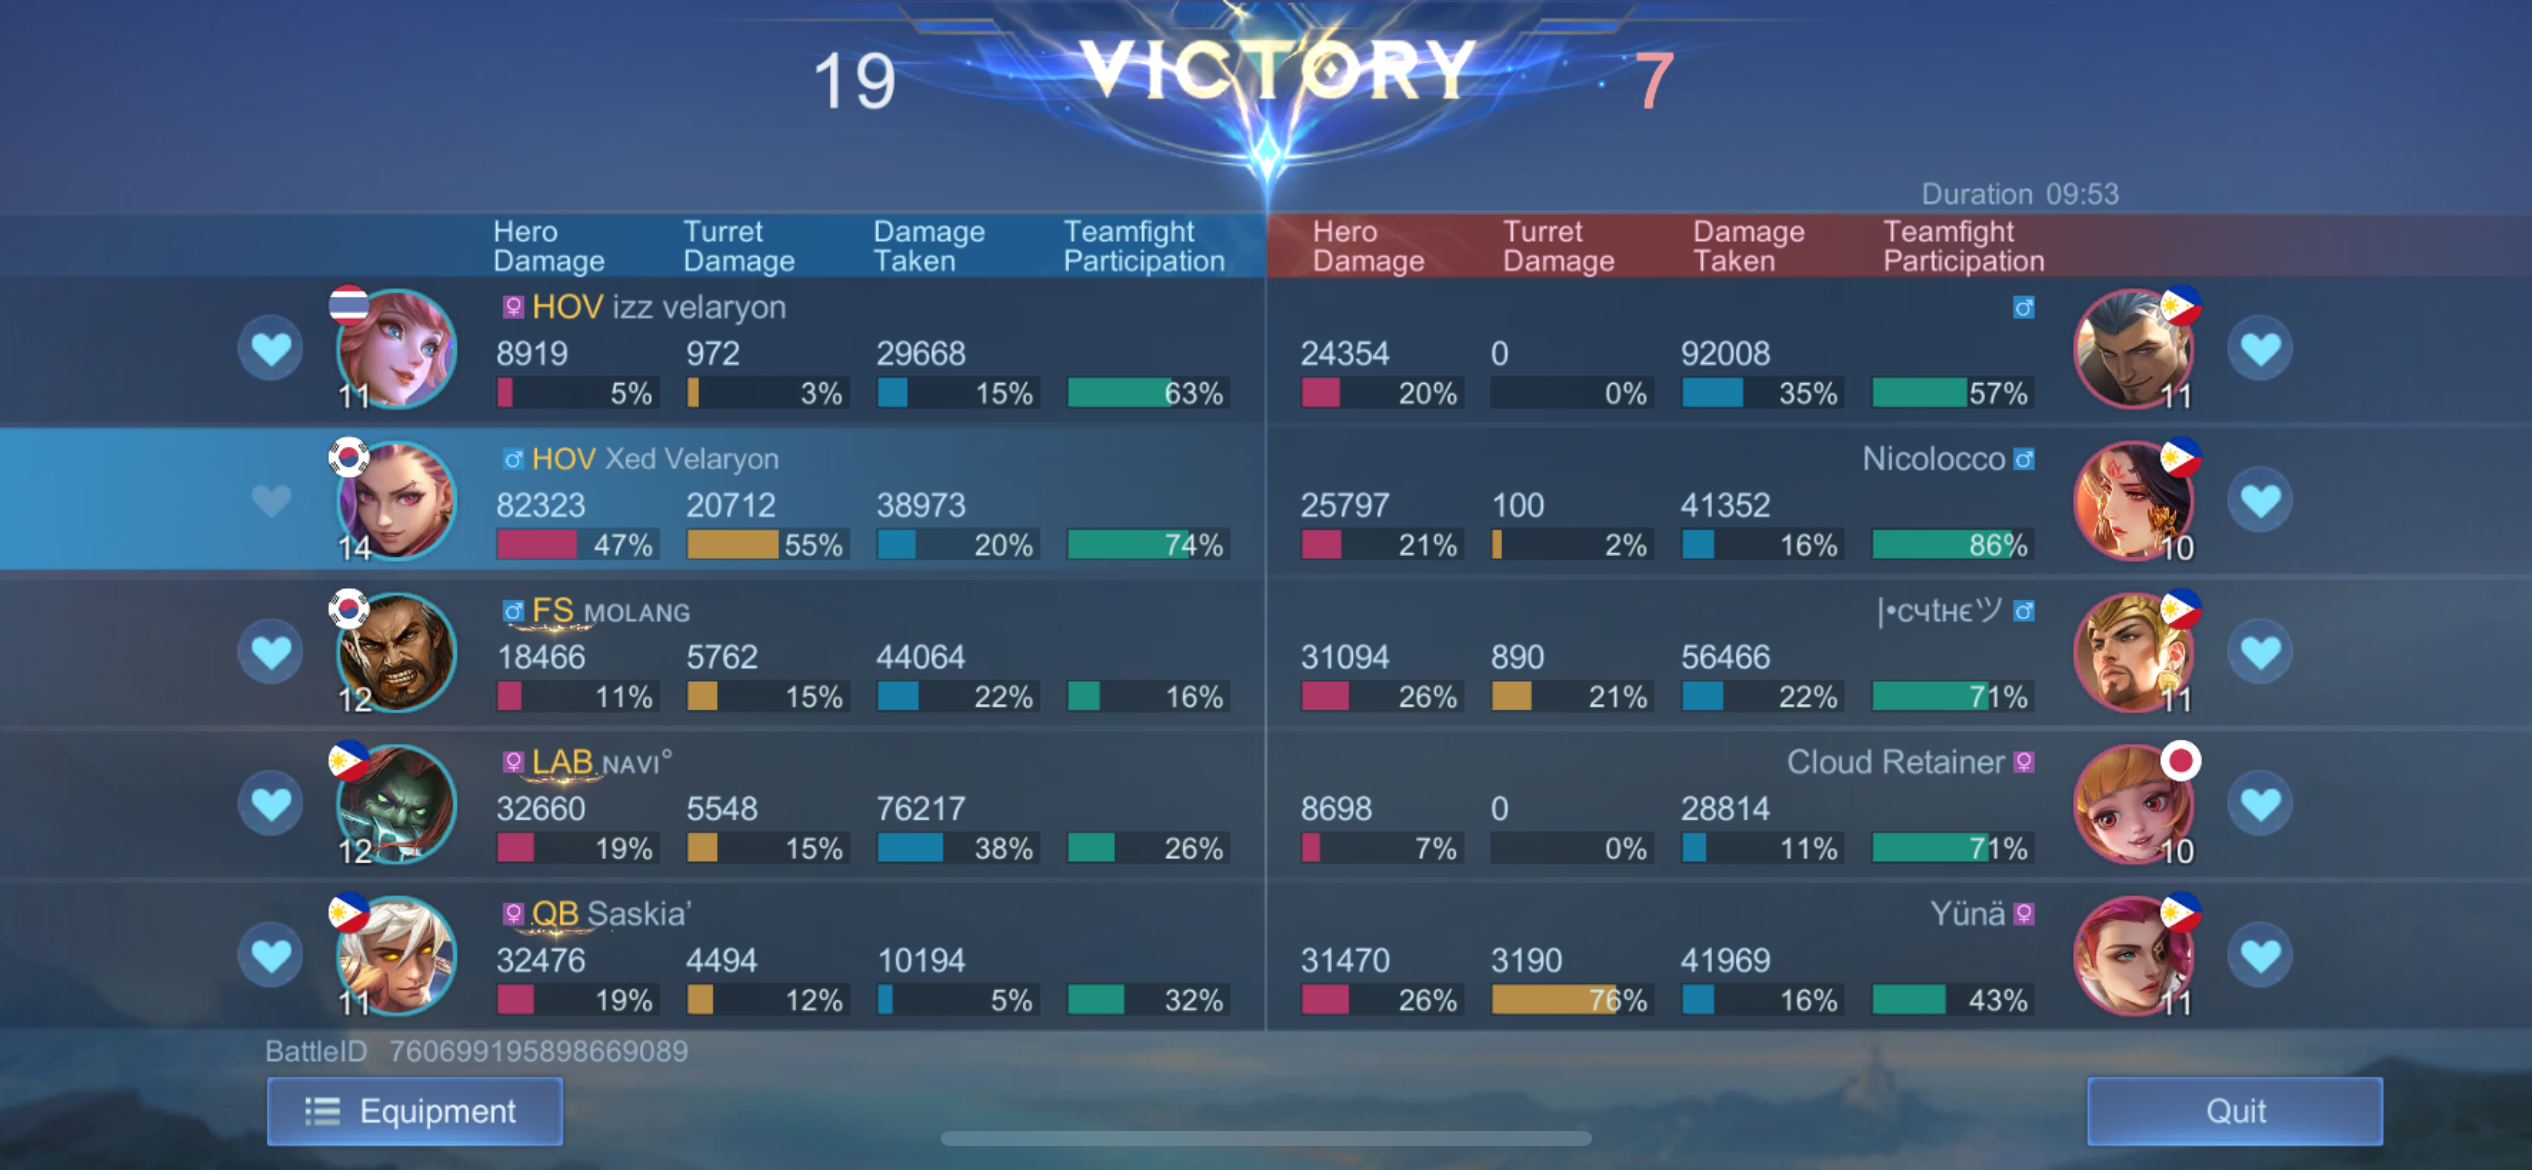 19
VICTORY
7
Duration 09:53
Hero Damage
Turret Damage
Damage Taken
Teamfight Participation
Hero Damage
Turret Damage
Damage Taken
Teamfight Participation
HOV izz velaryon
11
8919 972 29668
5% 3% 15% 63%
24354 0 92008
20% 0% 35% 57%
11
HOV Xed Velaryon
14
82323 20712 38973
47% 55% 20% 74%
Nicolocco
25797 100 41352
21% 2% 16% 86%
10
FS MOLANG
12
18466 5762 44064
11% 15% 22% 16%
|•cчtнєツ
31094 890 56466
26% 21% 22% 71%
11
LAB NAVI°
12
32660 5548 76217
19% 15% 38% 26%
Cloud Retainer
8698 0 28814
7% 0% 11% 71%
10
QB Saskia’
11
32476 4494 10194
19% 12% 5% 32%
Yünä
31470 3190 41969
26% 76% 16% 43%
11
BattleID 760699195898669089
Equipment
Quit